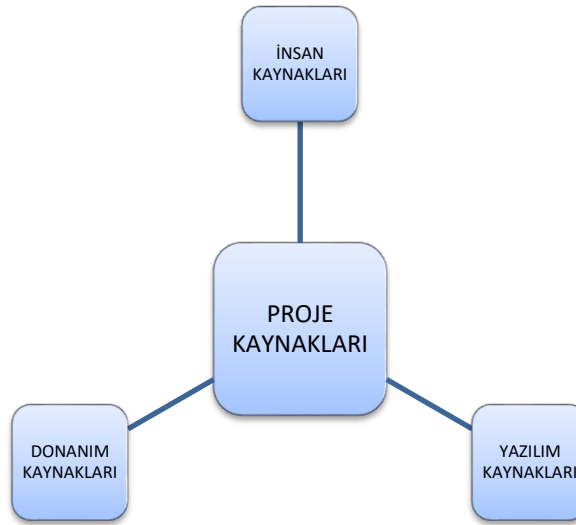 İNSAN
KAYNAKLARI
PROJE
KAYNAKLARI
DONANIM
KAYNAKLARI
YAZILIM
KAYNAKLARI